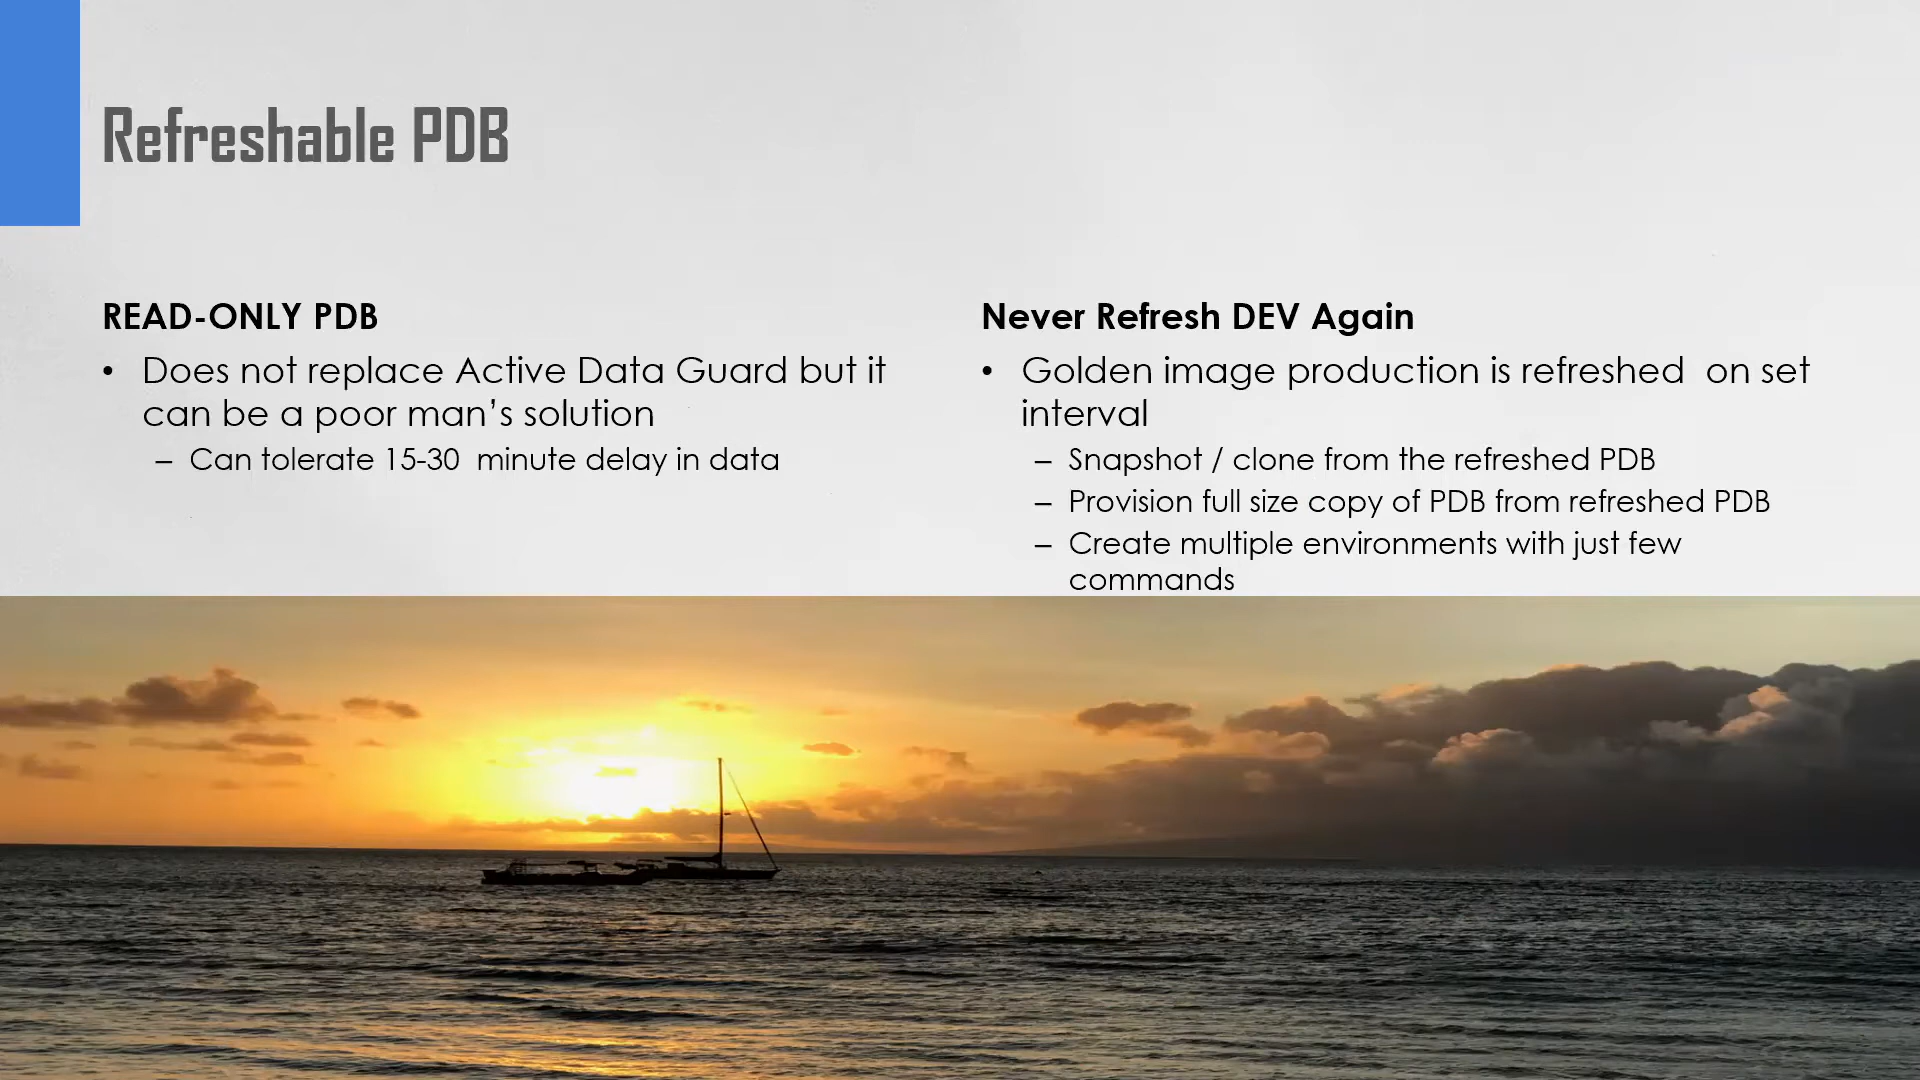 Refreshable PDB
READ-ONLY PDB
• Does not replace Active Data Guard but it
can be a poor man’s solution
– Can tolerate 15-30  minute delay in data
Never Refresh DEV Again
• Golden image production is refreshed  on set
interval
– Snapshot / clone from the refreshed PDB
– Provision full size copy of PDB from refreshed PDB
– Create multiple environments with just few
commands